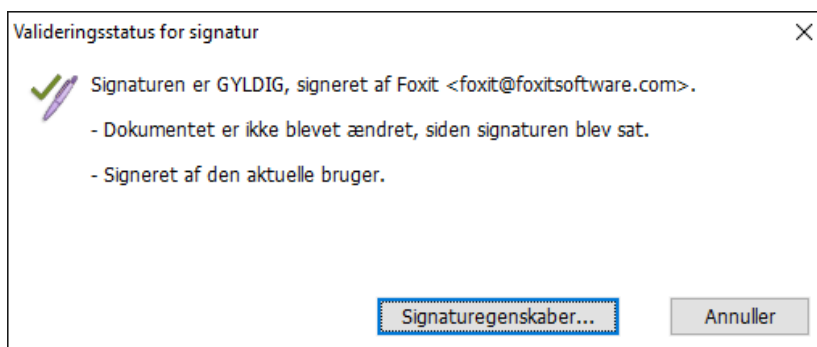 Valideringsstatus for signatur
Signaturen er GYLDIG, signeret af Foxit <foxit@foxitsoftware.com>.
- Dokumentet er ikke blevet ændret, siden signaturen blev sat.
- Signeret af den aktuelle bruger.
Signaturegenskaber... Annuller